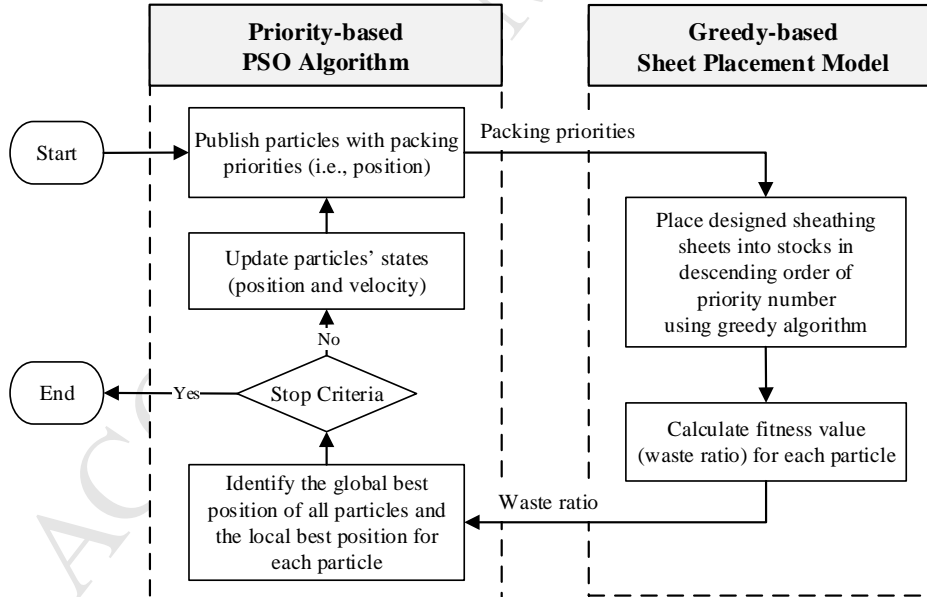 Priority-based
PSO Algorithm
Greedy-based
Sheet Placement Model
Start
Publish particles with packing
priorities (i.e., position)
Packing priorities
Place designed sheathing
sheets into stocks in
descending order of
priority number
using greedy algorithm
Update particles’ states
(position and velocity)
No
End
Yes
Stop Criteria
Calculate fitness value
(waste ratio) for each particle
Identify the global best
position of all particles and
the local best position for
each particle
Waste ratio